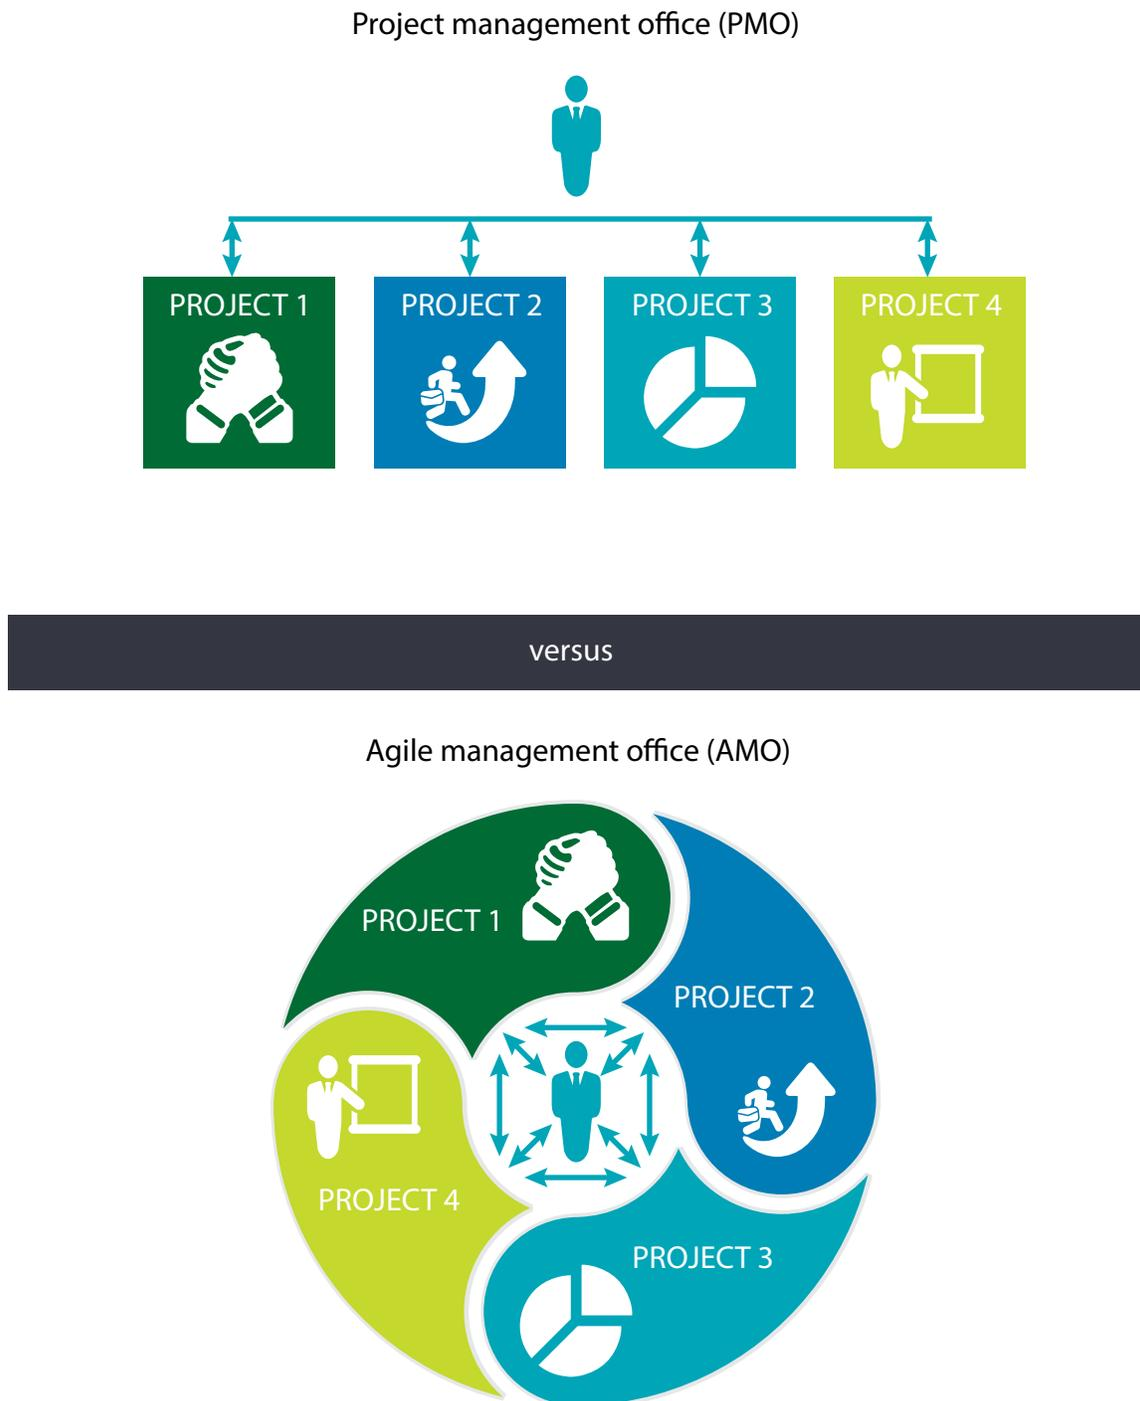 Project management office (PMO)
PROJECT 1
PROJECT 2
PROJECT 3
PROJECT 4
versus
Agile management office (AMO)
PROJECT 1
PROJECT 2
PROJECT 4
PROJECT 3